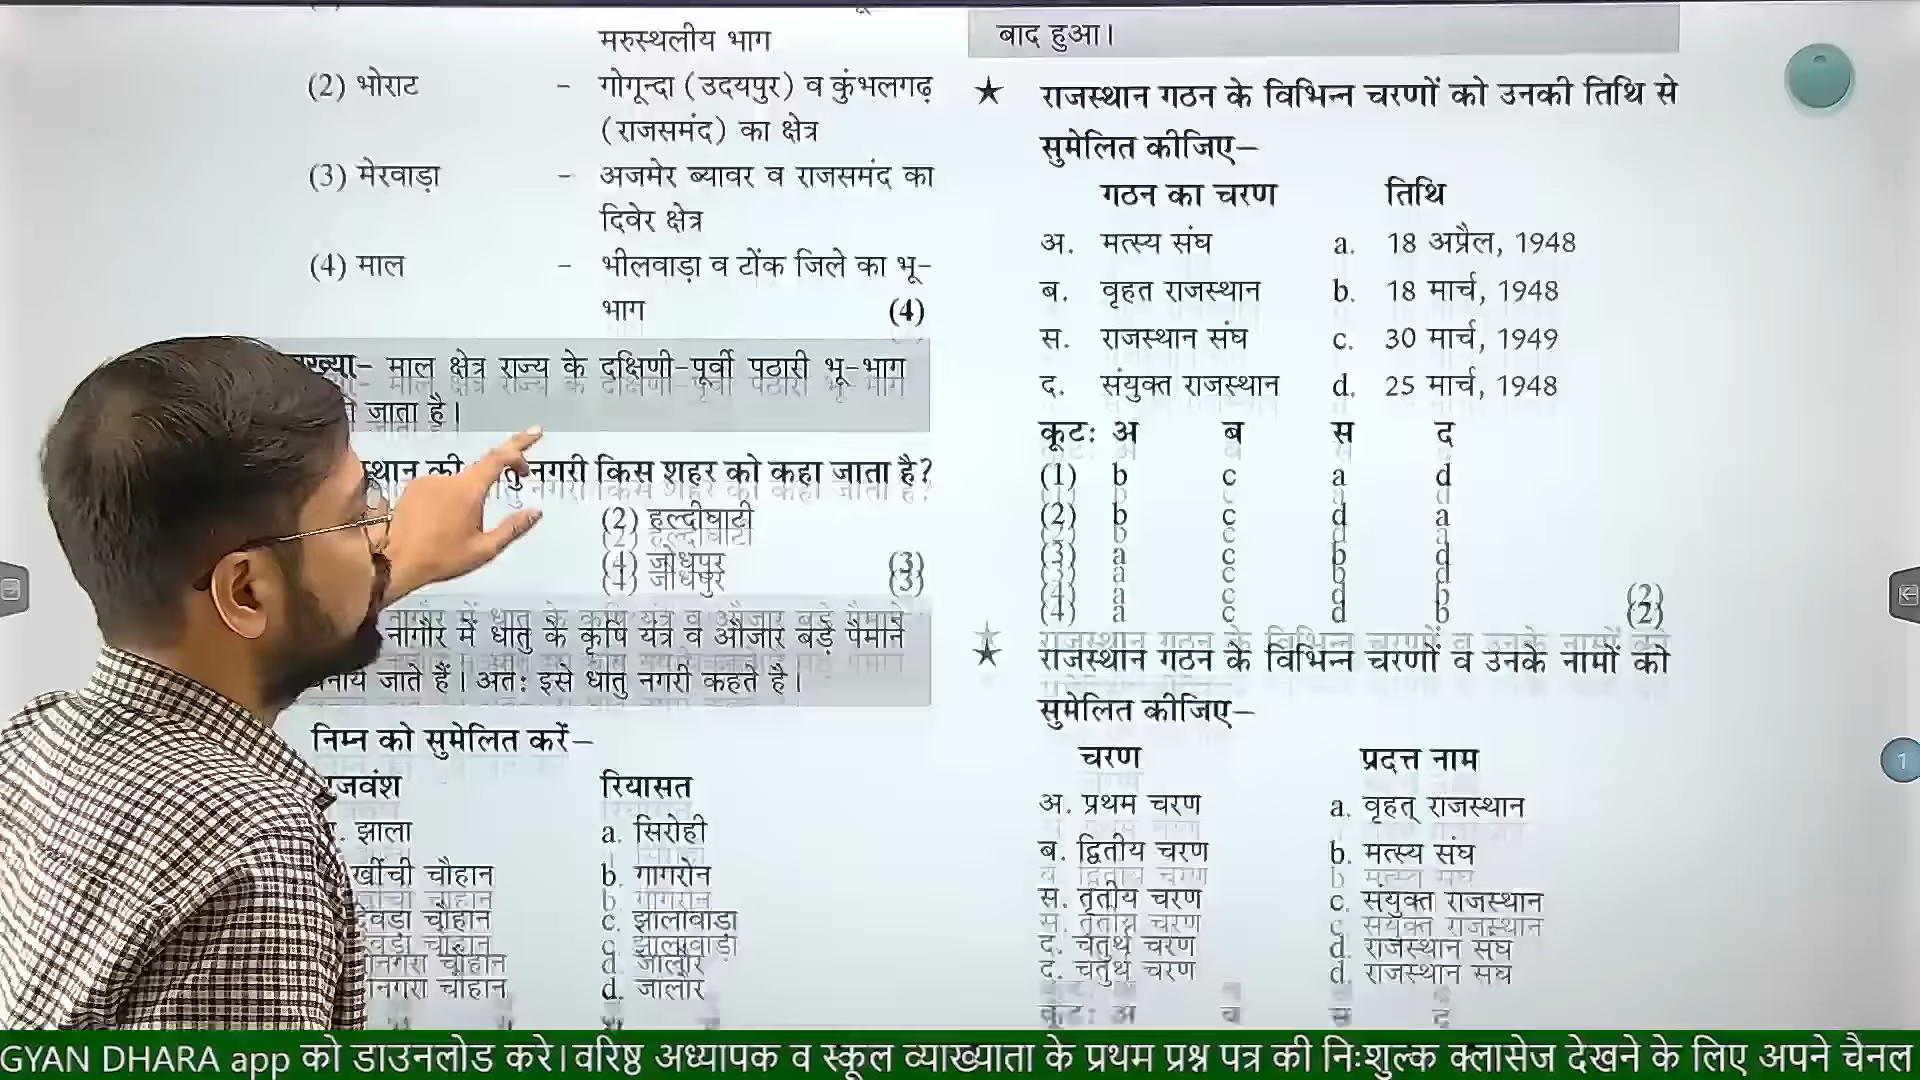 मरुस्थलीय भाग
(2) भोराट – गोगून्दा (उदयपुर) व कुंभलगढ़
(राजसमंद) का क्षेत्र
(3) मेरवाड़ा – अजमेर ब्यावर व राजसमंद का
दिवेर क्षेत्र
(4) माल – भीलवाड़ा व टोंक जिले का भू-
भाग (4)
माल क्षेत्र राज्य के दक्षिणी-पूर्वी पठारी भू-भाग
जाता है।
नगरी किस शहर को कहा जाता है?
(2) हल्दीघाटी
(4) जोधपुर (3)
नागौर में धातु के कृषि यंत्र व औजार बड़े पैमाने
जाते हैं। अतः इसे धातु नगरी कहते है।
निम्न को सुमेलित करें–
रियासत
झाला a. सिरोही
खींची चौहान b. गागरोन
चौहान c. झालावाड़ा
चौहान d. जालौर
बाद हुआ।
★ राजस्थान गठन के विभिन्न चरणों को उनकी तिथि से
सुमेलित कीजिए–
गठन का चरण तिथि
अ. मत्स्य संघ a. 18 अप्रैल, 1948
ब. वृहत राजस्थान b. 18 मार्च, 1948
स. राजस्थान संघ c. 30 मार्च, 1949
द. संयुक्त राजस्थान d. 25 मार्च, 1948
कूटः अ ब स द
(1) b c a d
(2) b c d a
(3) a c b d
(4) a c d b (2)
★ राजस्थान गठन के विभिन्न चरणों व उनके नामों को
सुमेलित कीजिए–
चरण प्रदत्त नाम
अ. प्रथम चरण a. वृहत् राजस्थान
ब. द्वितीय चरण b. मत्स्य संघ
स. तृतीय चरण c. संयुक्त राजस्थान
द. चतुर्थ चरण d. राजस्थान संघ
कूटः अ ब स द
GYAN DHARA app को डाउनलोड करे।वरिष्ठ अध्यापक व स्कूल व्याख्याता के प्रथम प्रश्न पत्र की निःशुल्क क्लासेज देखने के लिए अपने चैनल
1